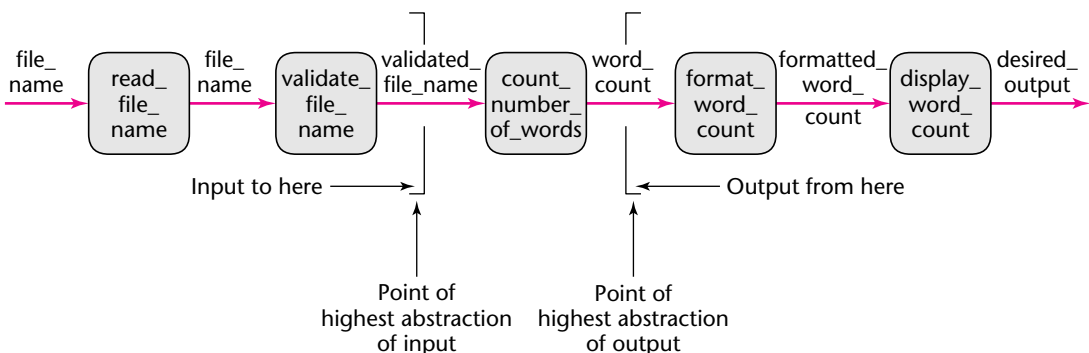 file_
name
read_
file_
name
file_
name
validate_
file_
name
validated_
file_name
count_
number_
of_words
word_
count
format_
word_
count
formatted_
word_
count
display_
word_
count
desired_
output
Input to here
Output from here
Point of
highest abstraction
of input
Point of
highest abstraction
of output